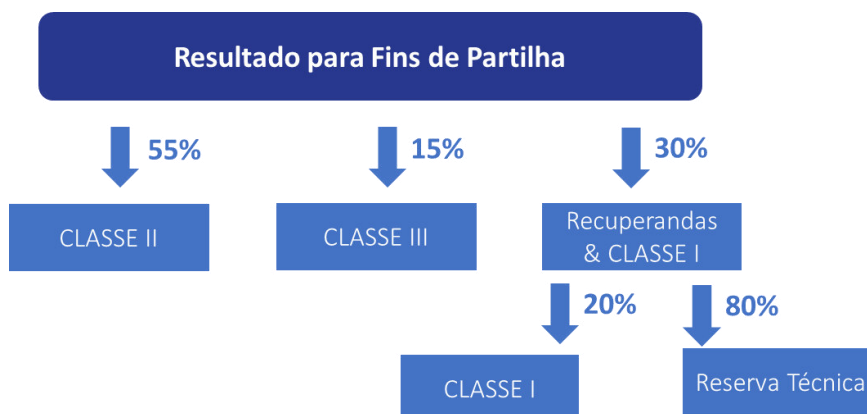 Resultado para Fins de Partilha
55%
15%
30%
CLASSE II
CLASSE III
Recuperandas
& CLASSE I
20%
80%
CLASSE I
Reserva Técnica